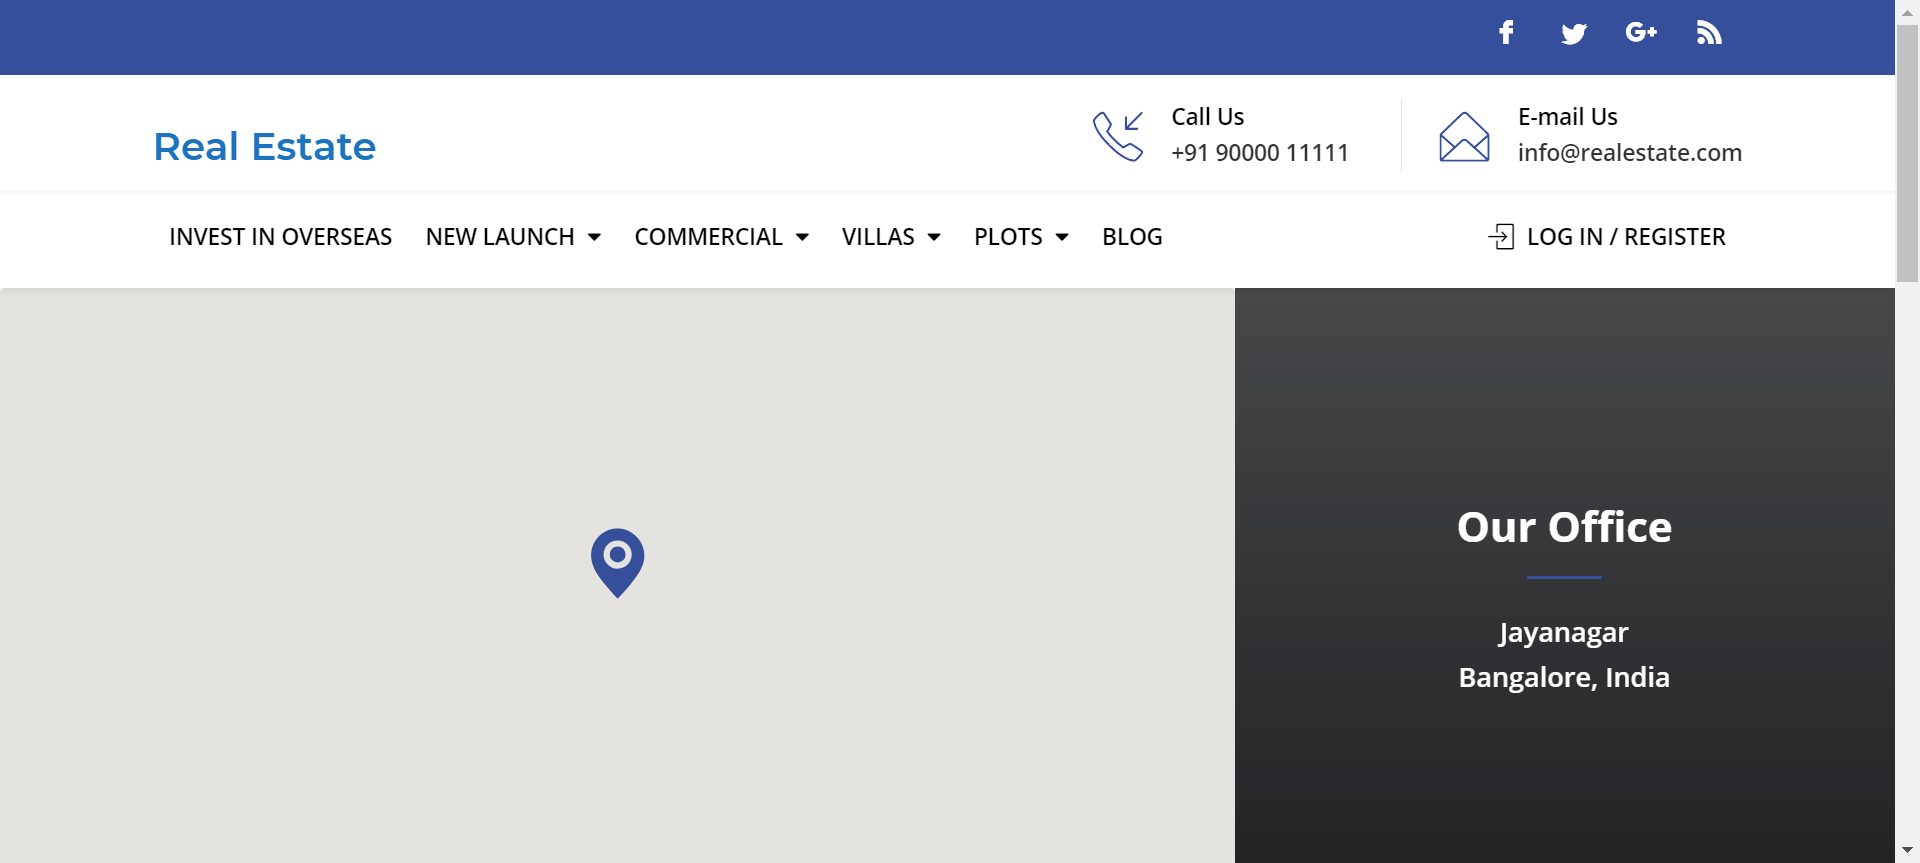 Real Estate
Call Us
+91 90000 11111
E-mail Us
info@realestate.com
INVEST IN OVERSEAS
NEW LAUNCH
COMMERCIAL
VILLAS
PLOTS
BLOG
LOG IN / REGISTER
Our Office
Jayanagar
Bangalore, India